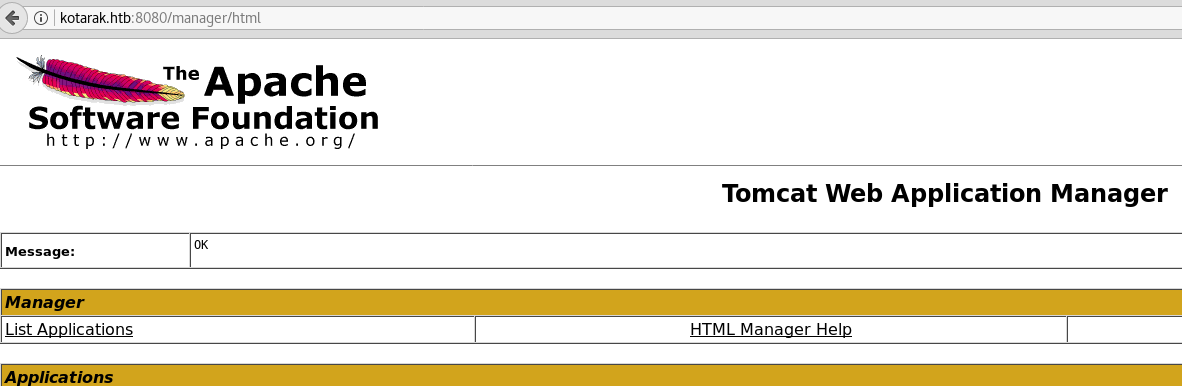 kotarak.htb:8080/manager/html
The Apache
Software Foundation
http://www.apache.org/
Tomcat Web Application Manager
Message: OK
Manager
List Applications HTML Manager Help
Applications